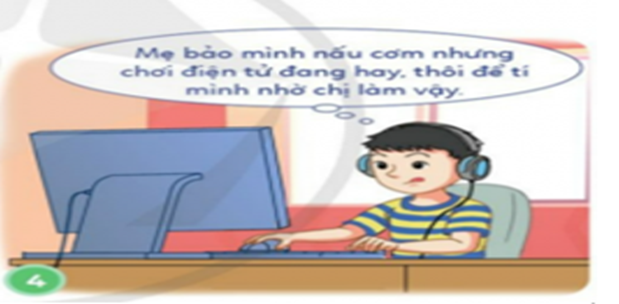 Mẹ bảo mình nấu cơm nhưng
chơi điện tử đang hay, thôi để tí
mình nhờ chị làm vậy.
4